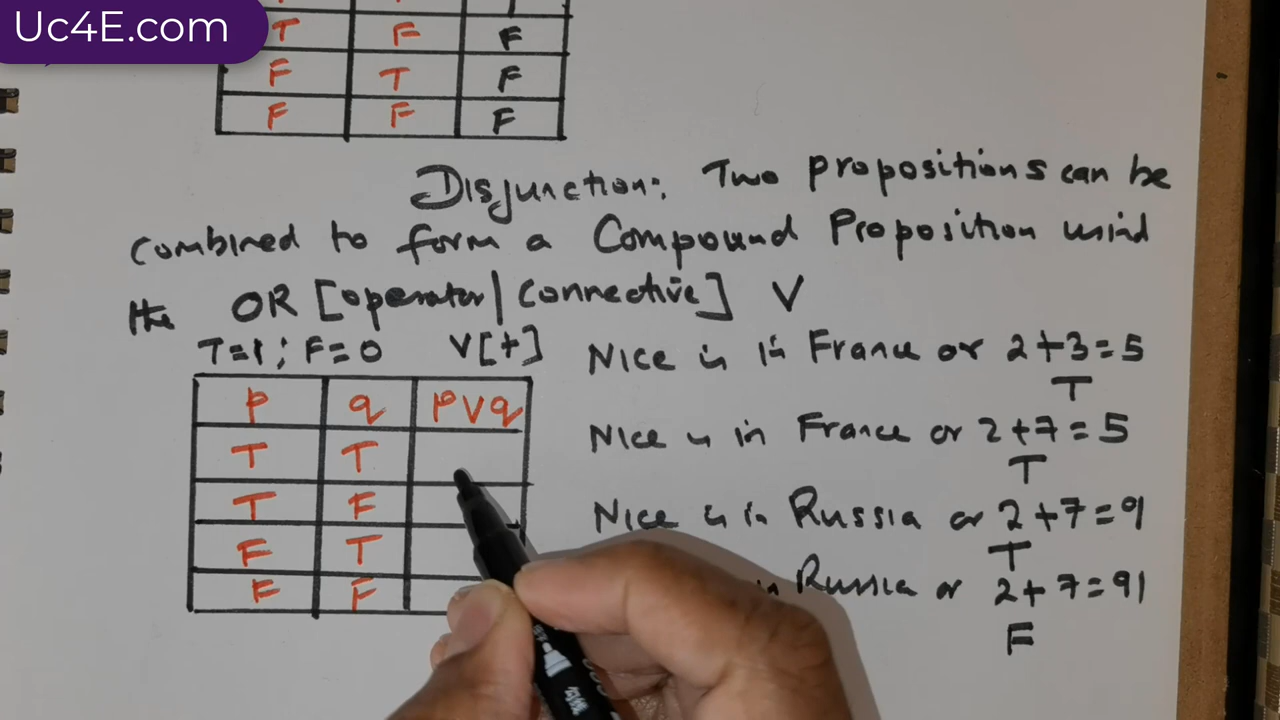 Uc4E.com
T F F
F T F
F F F
Disjunction: Two propositions can be
combined to form a Compound Proposition usind
the OR [operator/Connective] V
T=1; F=0 V[+]
p q pVq
T T
T F
F T
F F
Nice is in France or 2+3=5
T
Nice is in France or 2+7=5
T
Nice is in Russia or 2+7=9
T
in Russia or 2+7=91
F